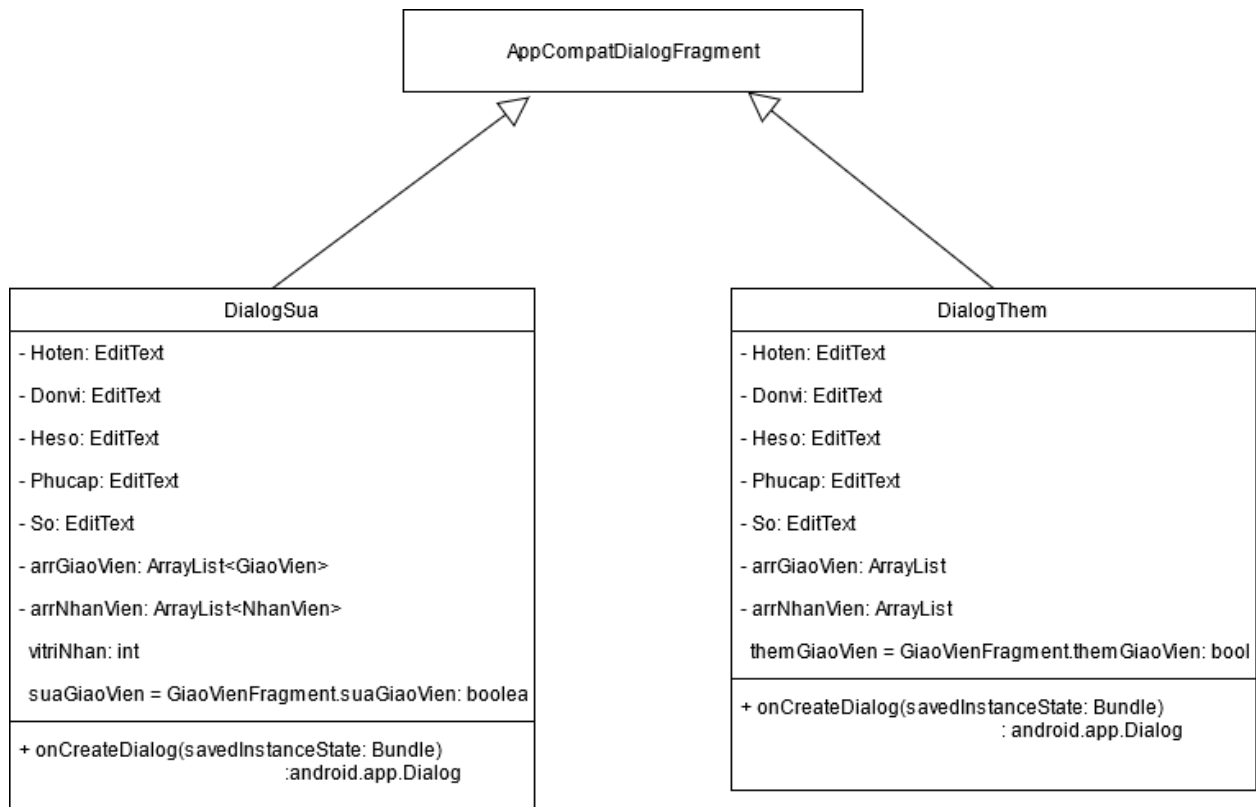 AppCompatDialogFragment
DialogSua
- Hoten: EditText
- Donvi: EditText
- Heso: EditText
- Phucap: EditText
- So: EditText
- arrGiaoVien: ArrayList<GiaoVien>
- arrNhanVien: ArrayList<NhanVien>
vitriNhan: int
suaGiaoVien = GiaoVienFragment.suaGiaoVien: boolea
+ onCreateDialog(savedInstanceState: Bundle)
:android.app.Dialog
DialogThem
- Hoten: EditText
- Donvi: EditText
- Heso: EditText
- Phucap: EditText
- So: EditText
- arrGiaoVien: ArrayList
- arrNhanVien: ArrayList
themGiaoVien = GiaoVienFragment.themGiaoVien: bool
+ onCreateDialog(savedInstanceState: Bundle)
: android.app.Dialog